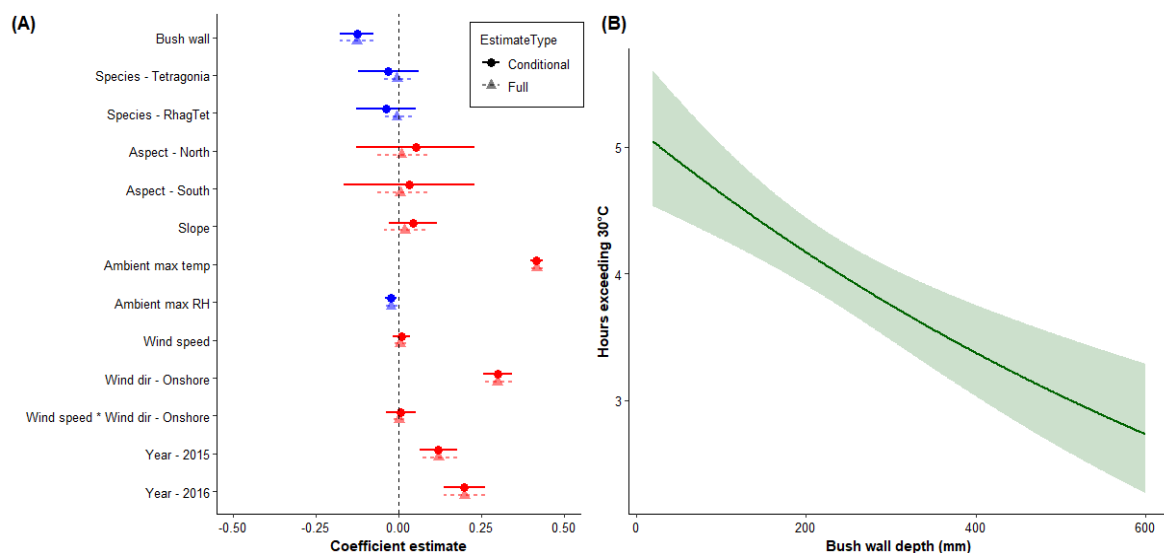 (A)
Bush wall
Species - Tetragonia
Species - RhagTet
Aspect - North
Aspect - South
Slope
Ambient max temp
Ambient max RH
Wind speed
Wind dir - Onshore
Wind speed * Wind dir - Onshore
Year - 2015
Year - 2016
EstimateType
Conditional
Full
-0.50 -0.25 0.00 0.25 0.50
Coefficient estimate
(B)
Hours exceeding 30°C
5
4
3
0 200 400 600
Bush wall depth (mm)